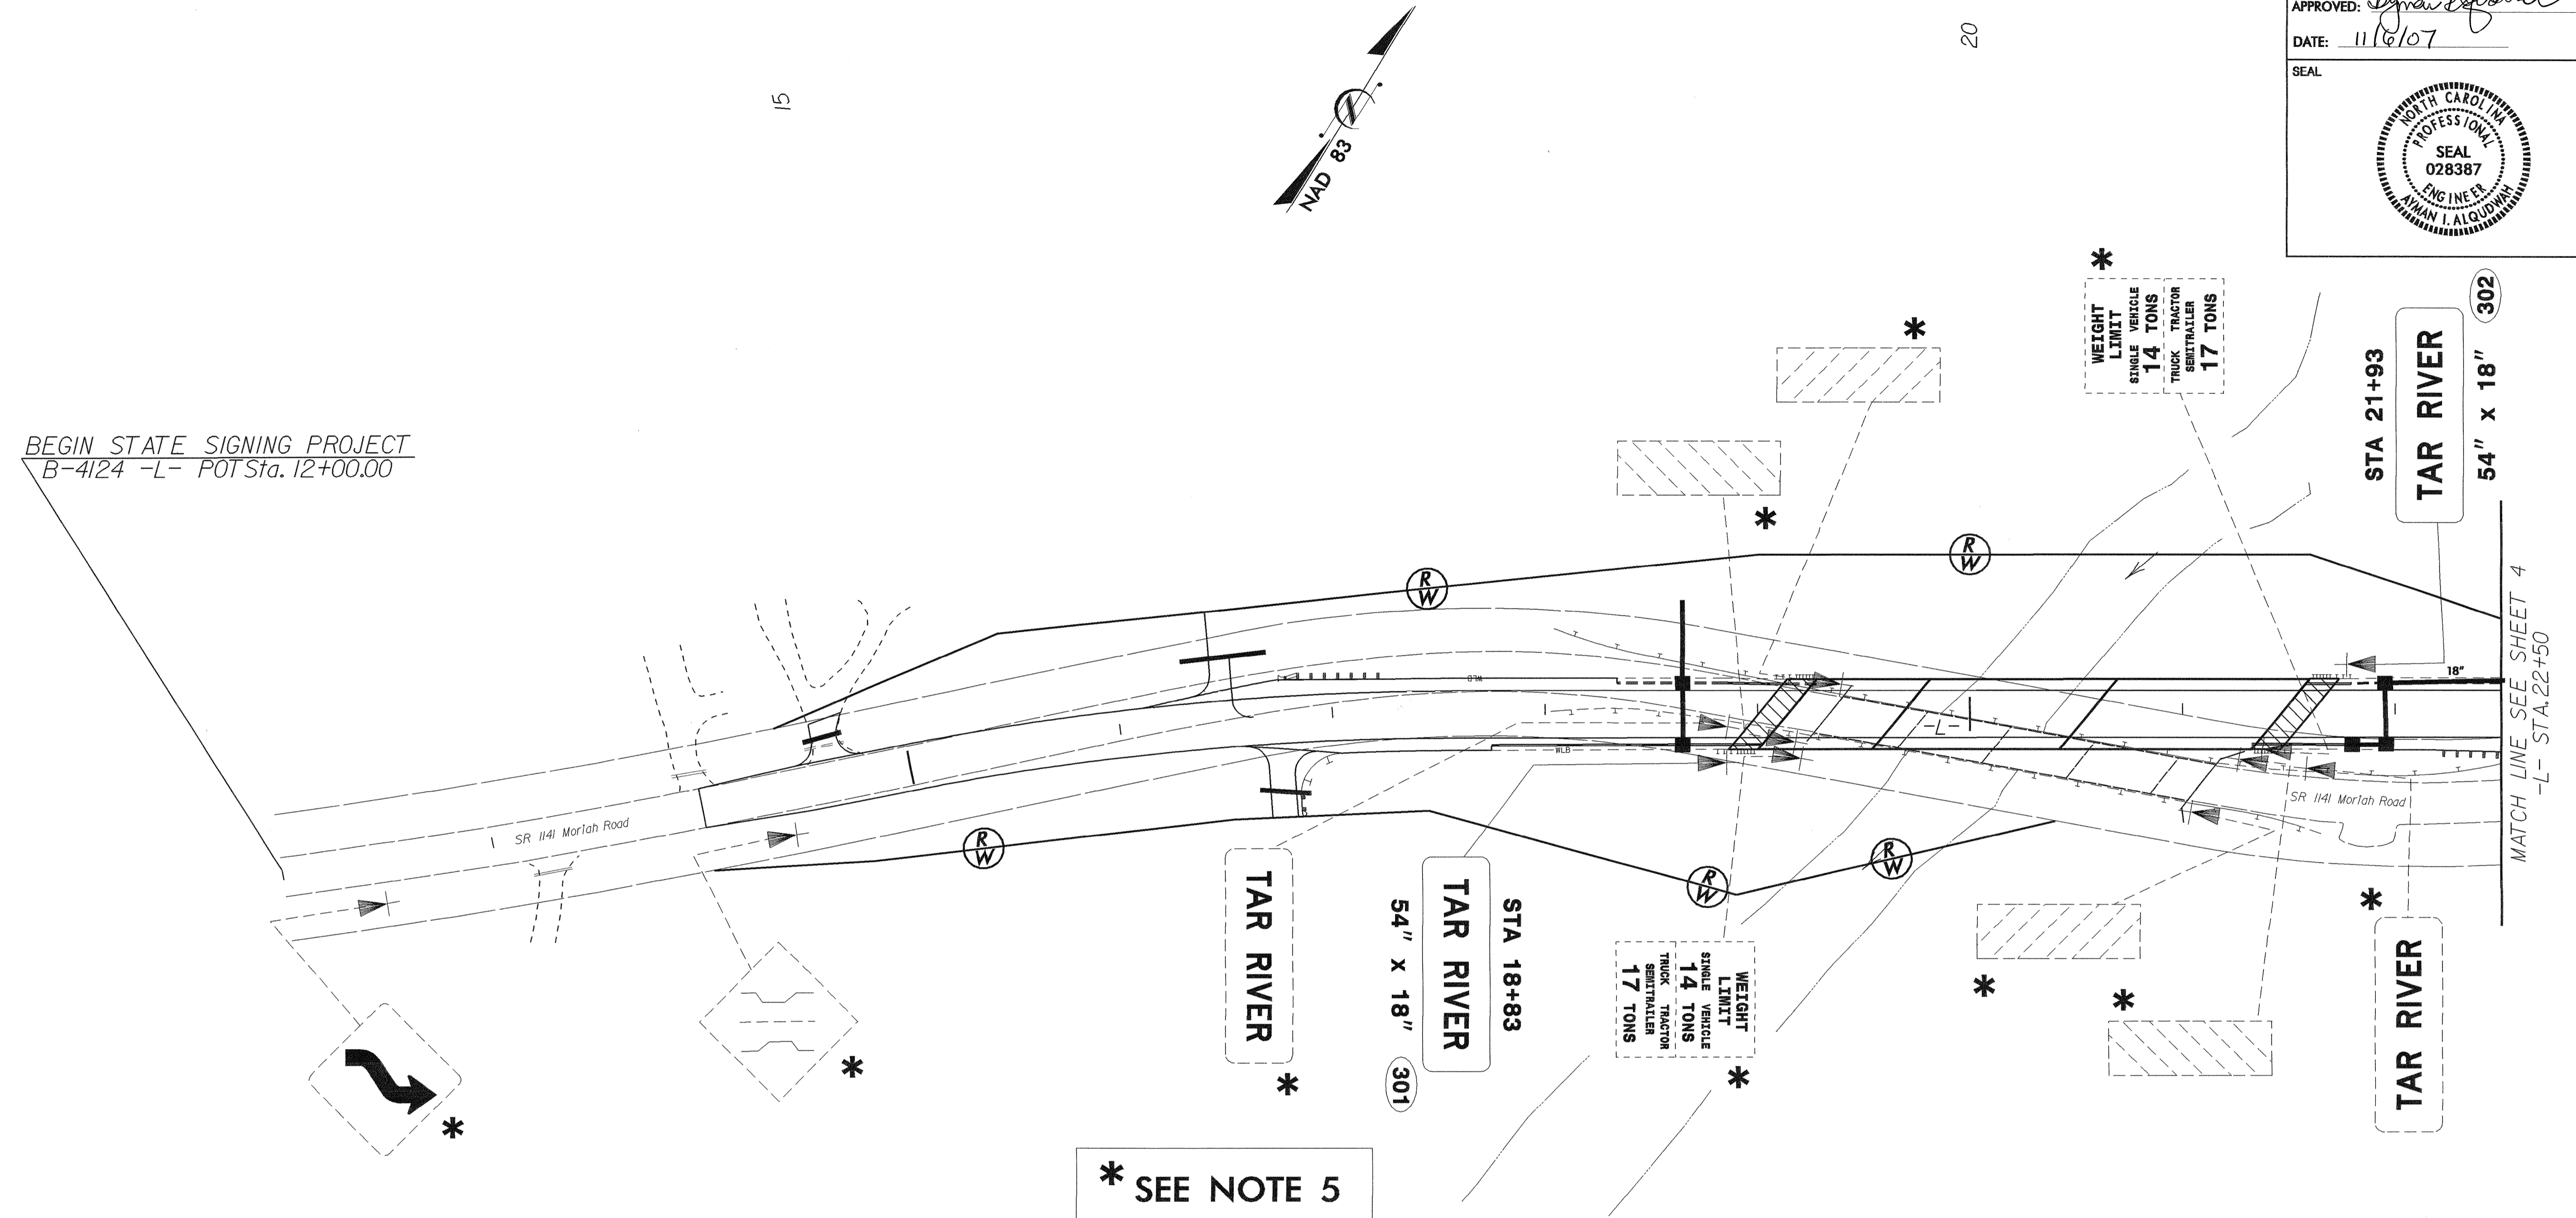 APPROVED:
DATE: 11/6/07
SEAL
NORTH CAROLINA
PROFESSIONAL
SEAL
028387
ENGINEER
AYMAN I. ALQUDWAH
15
20
NAD 83
BEGIN STATE SIGNING PROJECT
B-4124 -L- POT Sta. 12+00.00
WEIGHT
LIMIT
SINGLE VEHICLE
14 TONS
TRUCK TRACTOR
SEMITRAILER
17 TONS
*
*
*
STA 21+93
TAR RIVER
54" x 18"
302
R/W
R/W
MATCH LINE SEE SHEET 4
-L- STA. 22+50
18"
WLB
WLB
-L-
SR 1141 Moriah Road
SR 1141 Moriah Road
R/W
R/W
R/W
TAR RIVER
*
54" x 18"
301
TAR RIVER
STA 18+83
WEIGHT
LIMIT
SINGLE VEHICLE
14 TONS
TRUCK TRACTOR
SEMITRAILER
17 TONS
*
*
*
*
TAR RIVER
*
*
* SEE NOTE 5